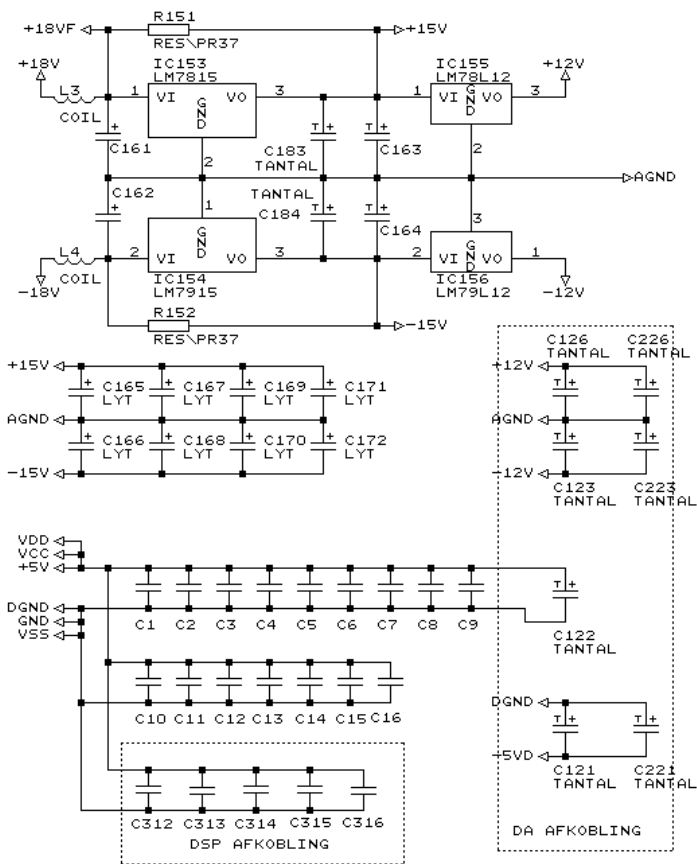 R151
+18VF
+15V
RES\PR37
+18V
IC153
LM7815
IC155
LM78L12
+12V
L3
1 VI GND VO 3
1 VI GND VO 3
COIL
C161
2
C183
TANTAL
C163
2
AGND
C162
TANTAL
C184
1
C164
3
L4
2 VI GND VO 3
2 VI GND VO 1
COIL
-18V
IC154
LM7915
IC156
LM79L12
-12V
R152
-15V
RES\PR37
C126
TANTAL
C226
TANTAL
+15V
+12V
C165
LYT
C167
LYT
C169
LYT
C171
LYT
AGND
AGND
C166
LYT
C168
LYT
C170
LYT
C172
LYT
-15V
-12V
C123
TANTAL
C223
TANTAL
VDD
VCC
+5V
DGND
GND
VSS
C1 C2 C3 C4 C5 C6 C7 C8 C9
C122
TANTAL
C10 C11 C12 C13 C14 C15 C16
DGND
-5VD
C121
TANTAL
C221
TANTAL
C312 C313 C314 C315 C316
DSP AFKOBLING
DA AFKOBLING